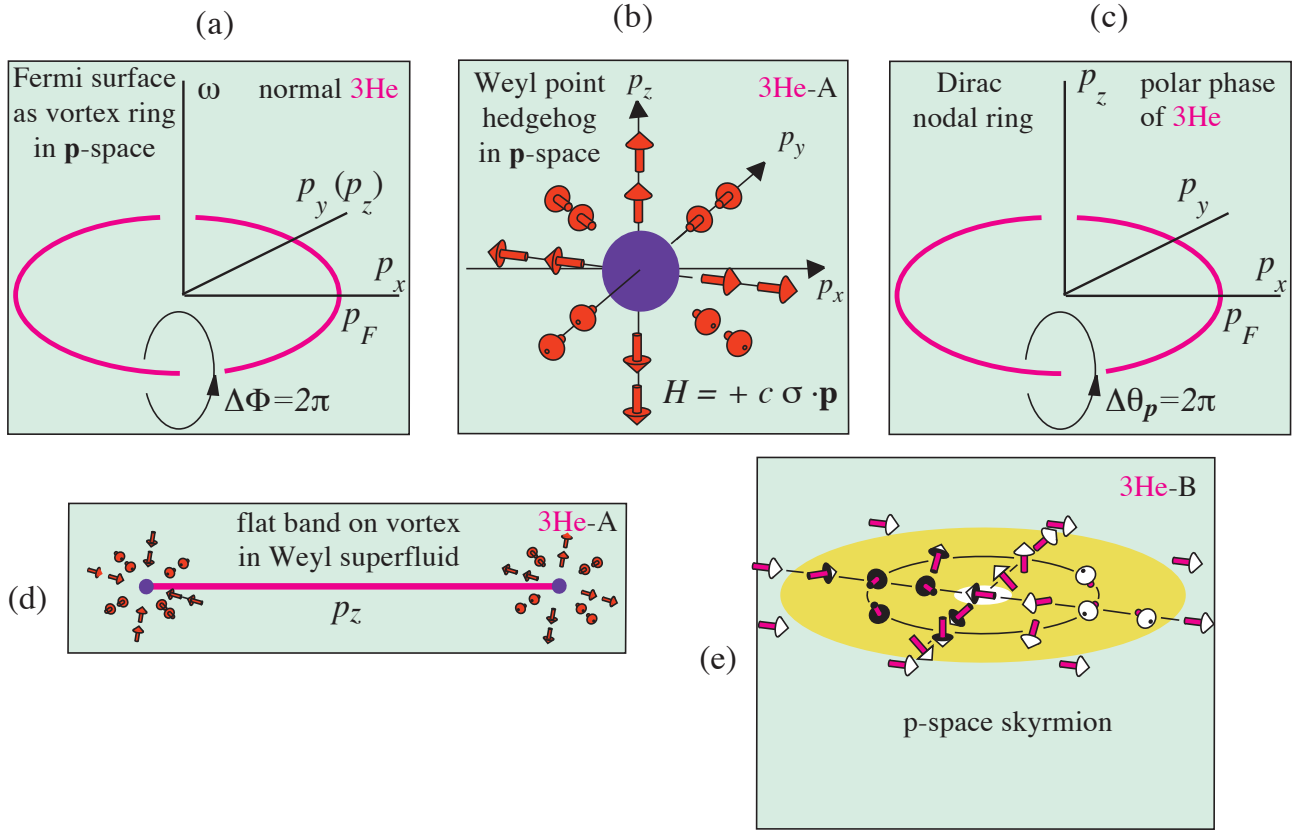 (a)
(b)
(c)
Fermi surface
as vortex ring
in p-space
ω
normal 3He
p_y (p_z)
p_x
p_F
ΔΦ=2π
Weyl point
hedgehog
in p-space
p_z
3He-A
p_y
p_x
H = + c σ · p
Dirac
nodal ring
p_z
polar phase
of 3He
p_y
p_x
p_F
Δθ_p=2π
(d)
flat band on vortex
in Weyl superfluid
3He-A
p_z
(e)
3He-B
p-space skyrmion